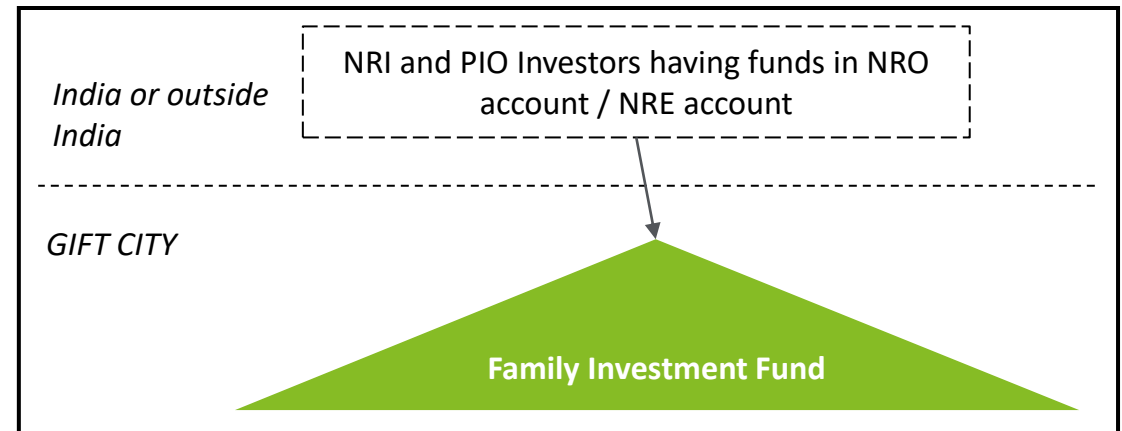 NRI and PIO Investors having funds in NRO
account / NRE account
India or outside
India
GIFT CITY
Family Investment Fund